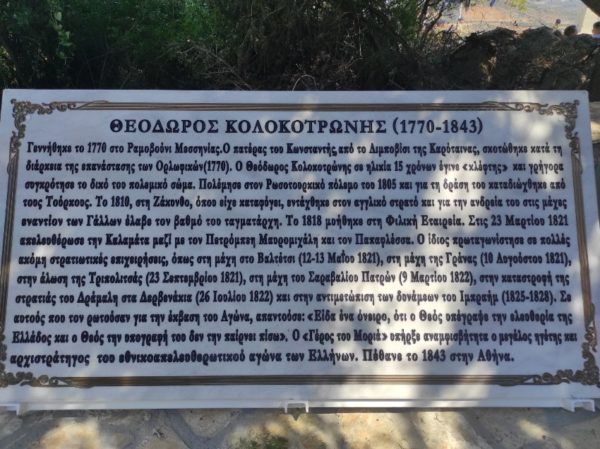 ΘΕΟΔΩΡΟΣ ΚΟΛΟΚΟΤΡΩΝΗΣ (1770-1843)
Γεννήθηκε το 1770 στο Ραμοβούνι Μεσσηνίας.Ο πατέρας του Κωνσταντής,από το Λιμποβίσι της Καρύταινας, σκοτώθηκε κατά τη
διάρκεια της επανάστασης των Ορλωφικών(1770). Ο Θεόδωρος Κολοκοτρώνης σε ηλικία 15 χρόνων έγινε «κλέφτης» και γρήγορα
συγκρότησε το δικό του πολεμικό σώμα. Πολέμησε στον Ρωσοτουρκικό πόλεμο του 1805 και για τη δράση του καταδιώχθηκε από
τους Τούρκους. Το 1810, στη Ζάκυνθο, όπου είχε καταφύγει, εντάχθηκε στον αγγλικό στρατό και για την ανδρεία του στις μάχες
εναντίον των Γάλλων έλαβε τον βαθμό του ταγματάρχη. Το 1818 μυήθηκε στη Φιλική Εταιρεία. Στις 23 Μαρτίου 1821
απελευθέρωσε την Καλαμάτα μαζί με τον Πετρόμπεη Μαυρομιχάλη και τον Παπαφλέσσα. Ο ίδιος πρωταγωνίστησε σε πολλές
ακόμη στρατιωτικές επιχειρήσεις, όπως στη μάχη στο Βαλτέτσι (12-13 Μαΐου 1821), στη μάχη της Γράνας (10 Αυγούστου 1821),
στην άλωση της Τριπολιτσάς (23 Σεπτεμβρίου 1821), στη μάχη του Σαραβαλίου Πατρών (9 Μαρτίου 1822), στην καταστροφή της
στρατιάς του Δράμαλη στα Δερβενάκια (26 Ιουλίου 1822) και στην αντιμετώπιση των δυνάμεων του Ιμπραήμ (1825-1828). Σε
αυτούς που τον ρωτούσαν για την έκβαση του Αγώνα, απαντούσε: «Είδα ένα όνειρο, ότι ο Θεός υπόγραψε την ελευθερία της
Ελλάδος και ο Θεός την υπογραφή του δεν την παίρνει πίσω». Ο «Γέρος του Μοριά» υπήρξε αναμφισβήτητα ο μεγάλος ηγέτης και
αρχιστράτηγος του εθνικοαπελευθερωτικού αγώνα των Ελλήνων. Πέθανε το 1843 στην Αθήνα.